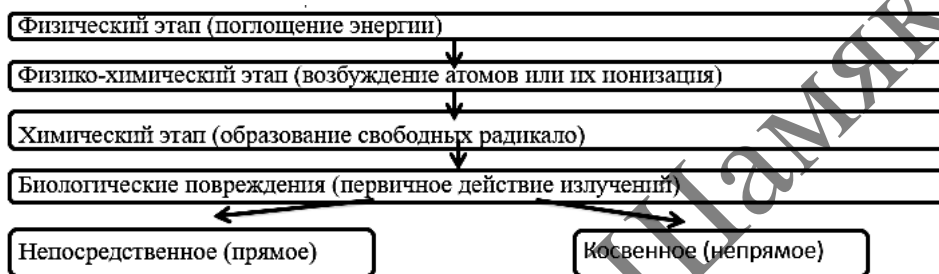 Физический этап (поглощение энергии)
Физико-химический этап (возбуждение атомов или их ионизация)
Химический этап (образование свободных радикало)
Биологические повреждения (первичное действие излучений)
Непосредственное (прямое)
Косвенное (непрямое)